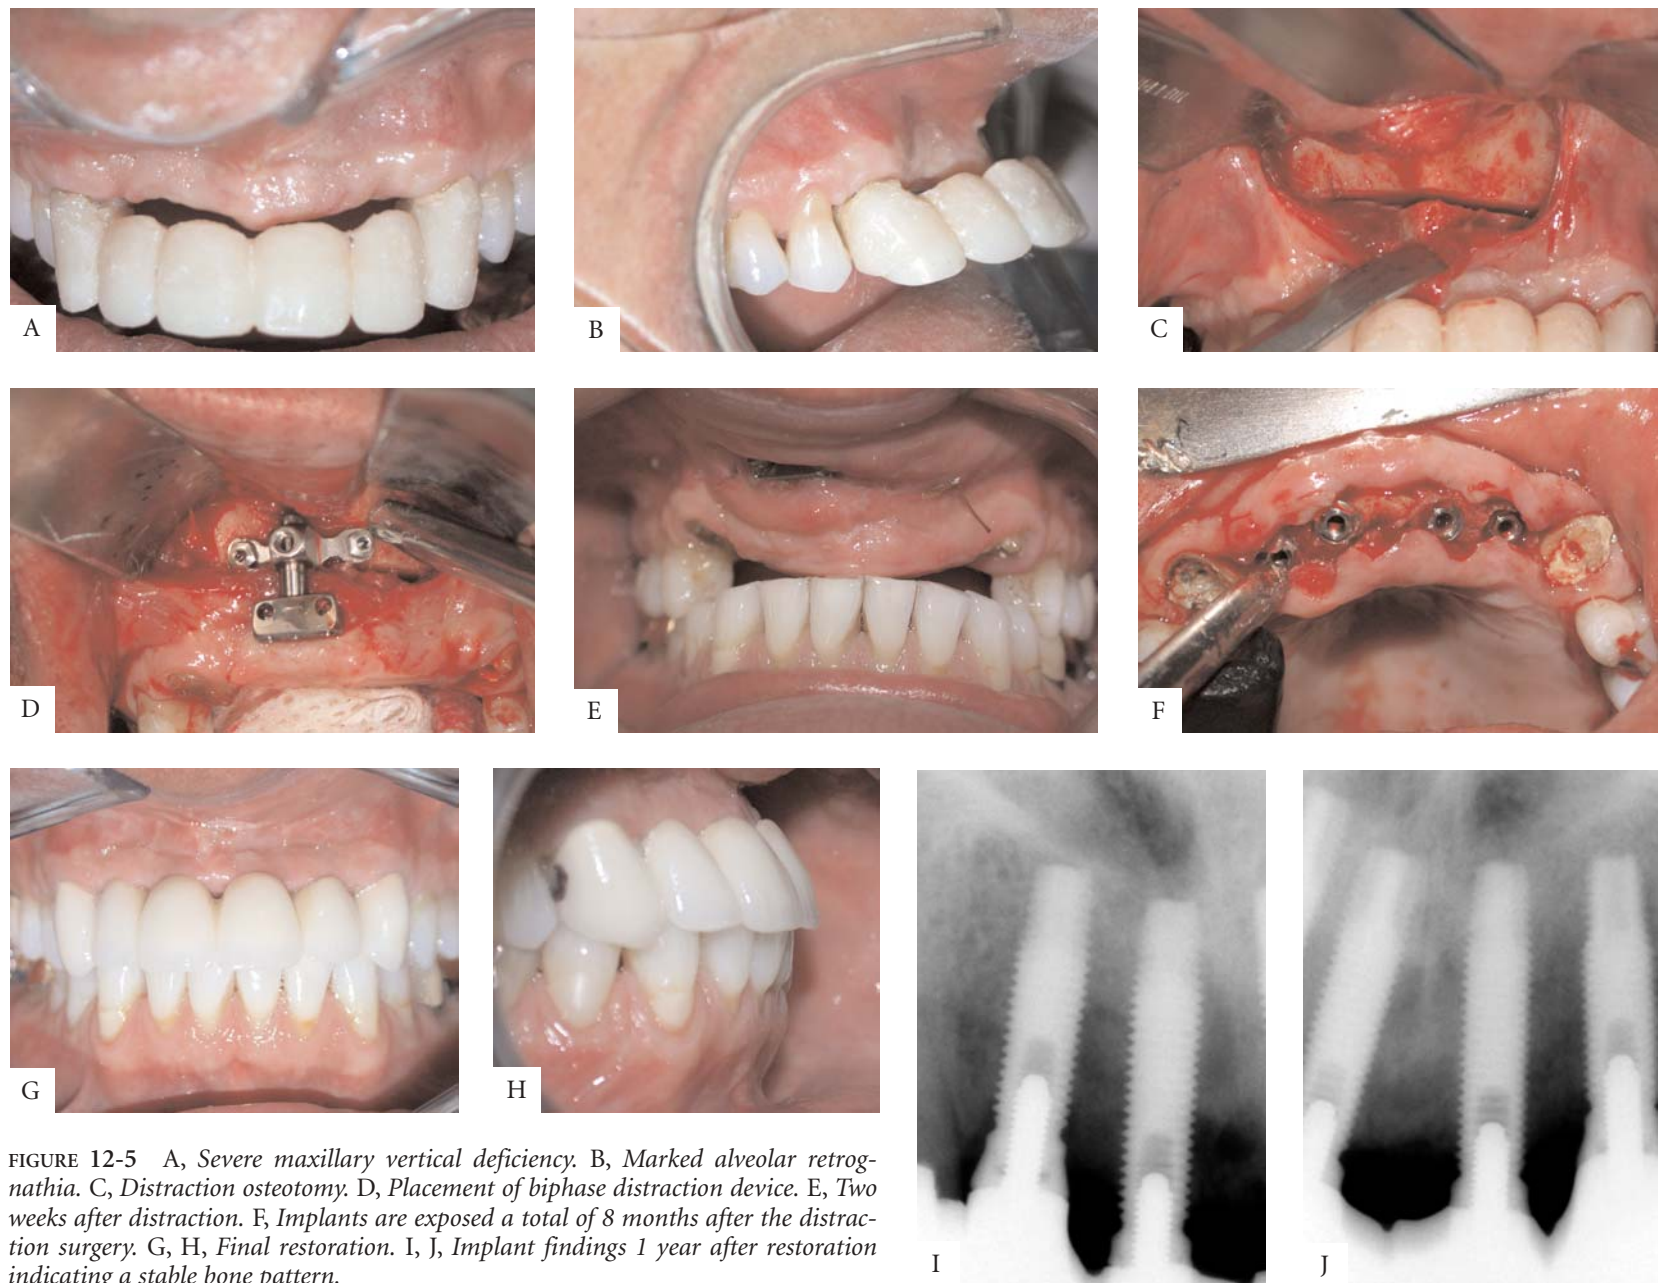 A
B
C
D
E
F
G
H
I
J
FIGURE 12-5 A, Severe maxillary vertical deficiency. B, Marked alveolar retrog-
nathia. C, Distraction osteotomy. D, Placement of biphase distraction device. E, Two
weeks after distraction. F, Implants are exposed a total of 8 months after the distrac-
tion surgery. G, H, Final restoration. I, J, Implant findings 1 year after restoration
indicating a stable bone pattern.